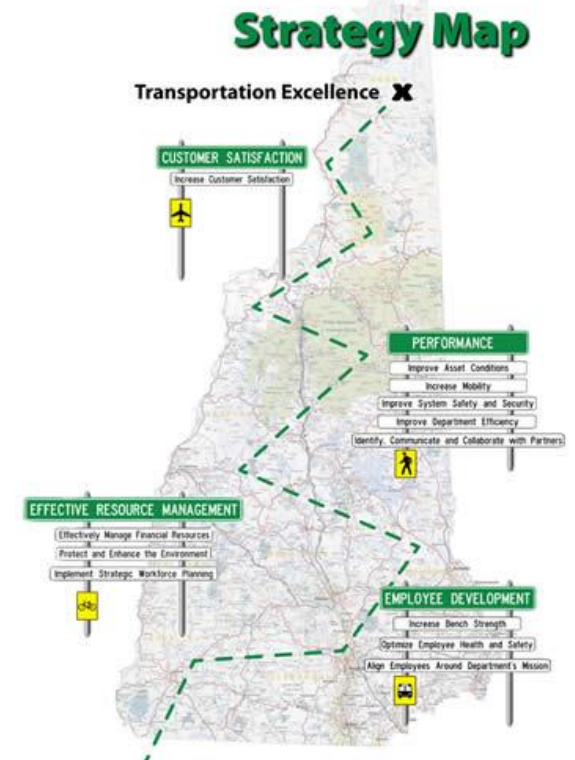 Strategy Map
Transportation Excellence X
CUSTOMER SATISFACTION
Increase Customer Satisfaction
PERFORMANCE
Improve Asset Conditions
Increase Mobility
Improve System Safety and Security
Improve Department Efficiency
Identify, Communicate and Collaborate with Partners
EFFECTIVE RESOURCE MANAGEMENT
Effectively Manage Financial Resources
Protect and Enhance the Environment
Implement Strategic Workforce Planning
EMPLOYEE DEVELOPMENT
Increase Bench Strength
Optimize Employee Health and Safety
Align Employees Around Department's Mission